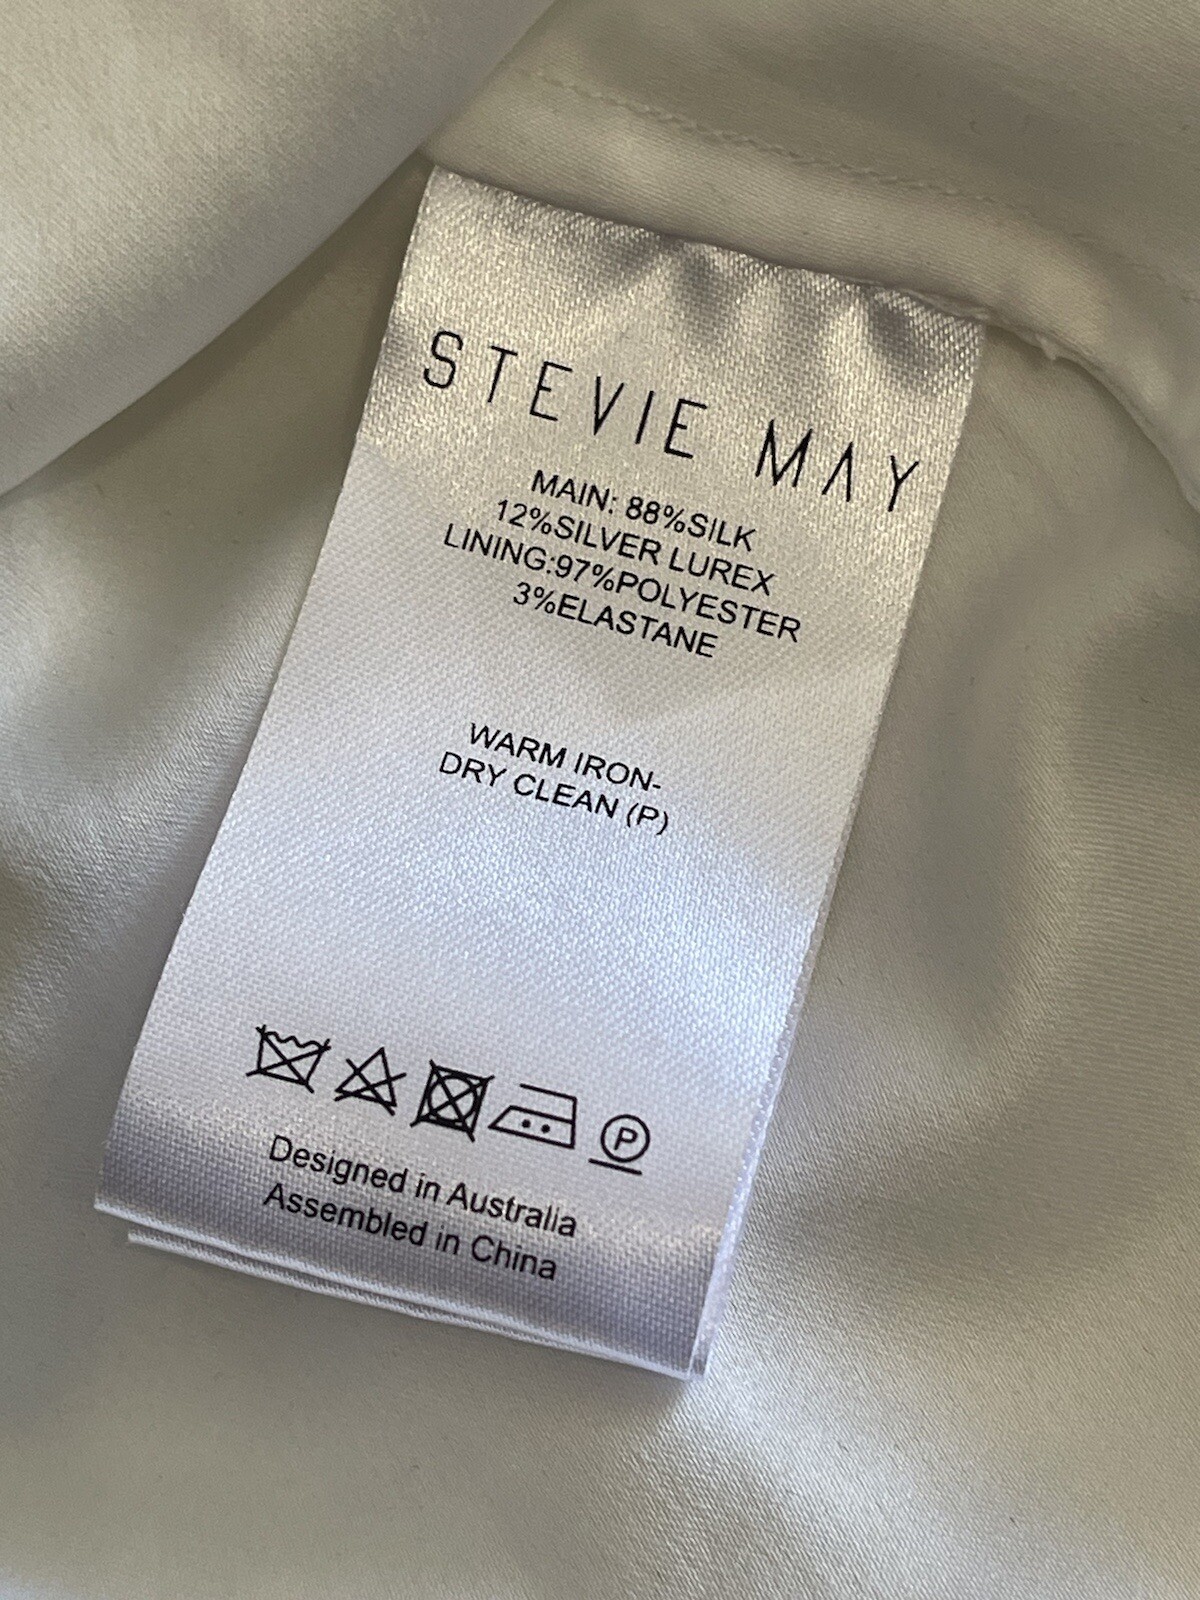 STEVIE MAY
MAIN: 88%SILK
12%SILVER LUREX
LINING:97%POLYESTER
3%ELASTANE
WARM IRON-
DRY CLEAN (P)
P
Designed in Australia
Assembled in China